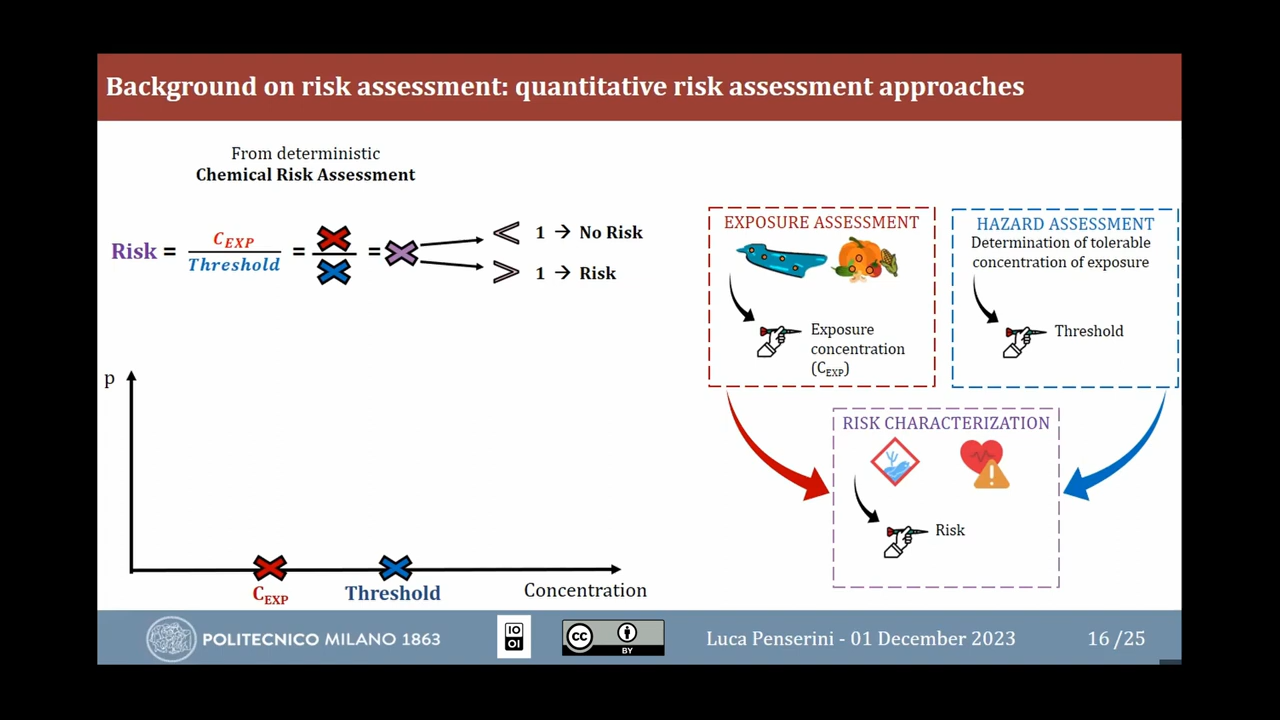 Background on risk assessment: quantitative risk assessment approaches
From deterministic
Chemical Risk Assessment
Risk = C_EXP / Threshold = =
< 1 → No Risk
> 1 → Risk
p
C_EXP
Threshold
Concentration
EXPOSURE ASSESSMENT
Exposure
concentration
(C_EXP)
HAZARD ASSESSMENT
Determination of tolerable
concentration of exposure
Threshold
RISK CHARACTERIZATION
Risk
POLITECNICO MILANO 1863
IO
OI
CC
BY
Luca Penserini - 01 December 2023
16 /25